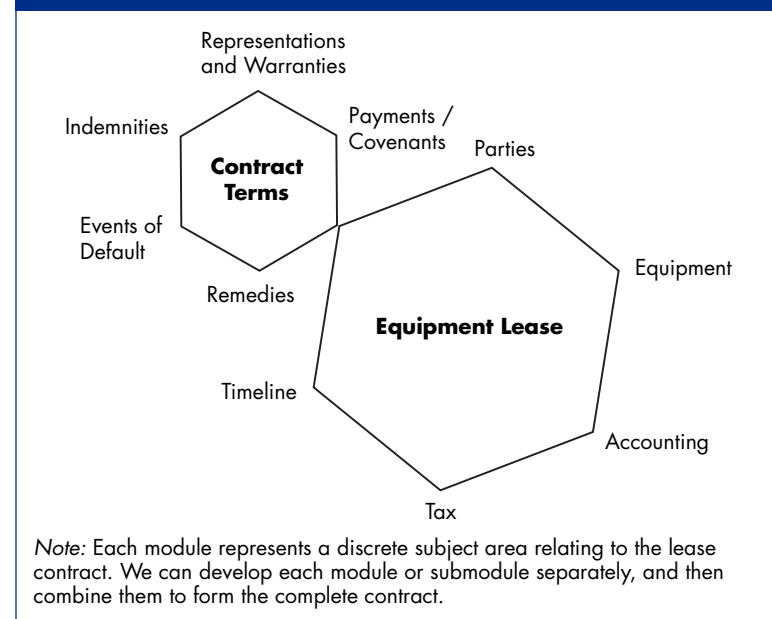 Representations
and Warranties
Indemnities
Payments /
Covenants
Parties
Contract
Terms
Events of
Default
Equipment
Remedies
Equipment Lease
Timeline
Accounting
Tax
Note: Each module represents a discrete subject area relating to the lease
contract. We can develop each module or submodule separately, and then
combine them to form the complete contract.